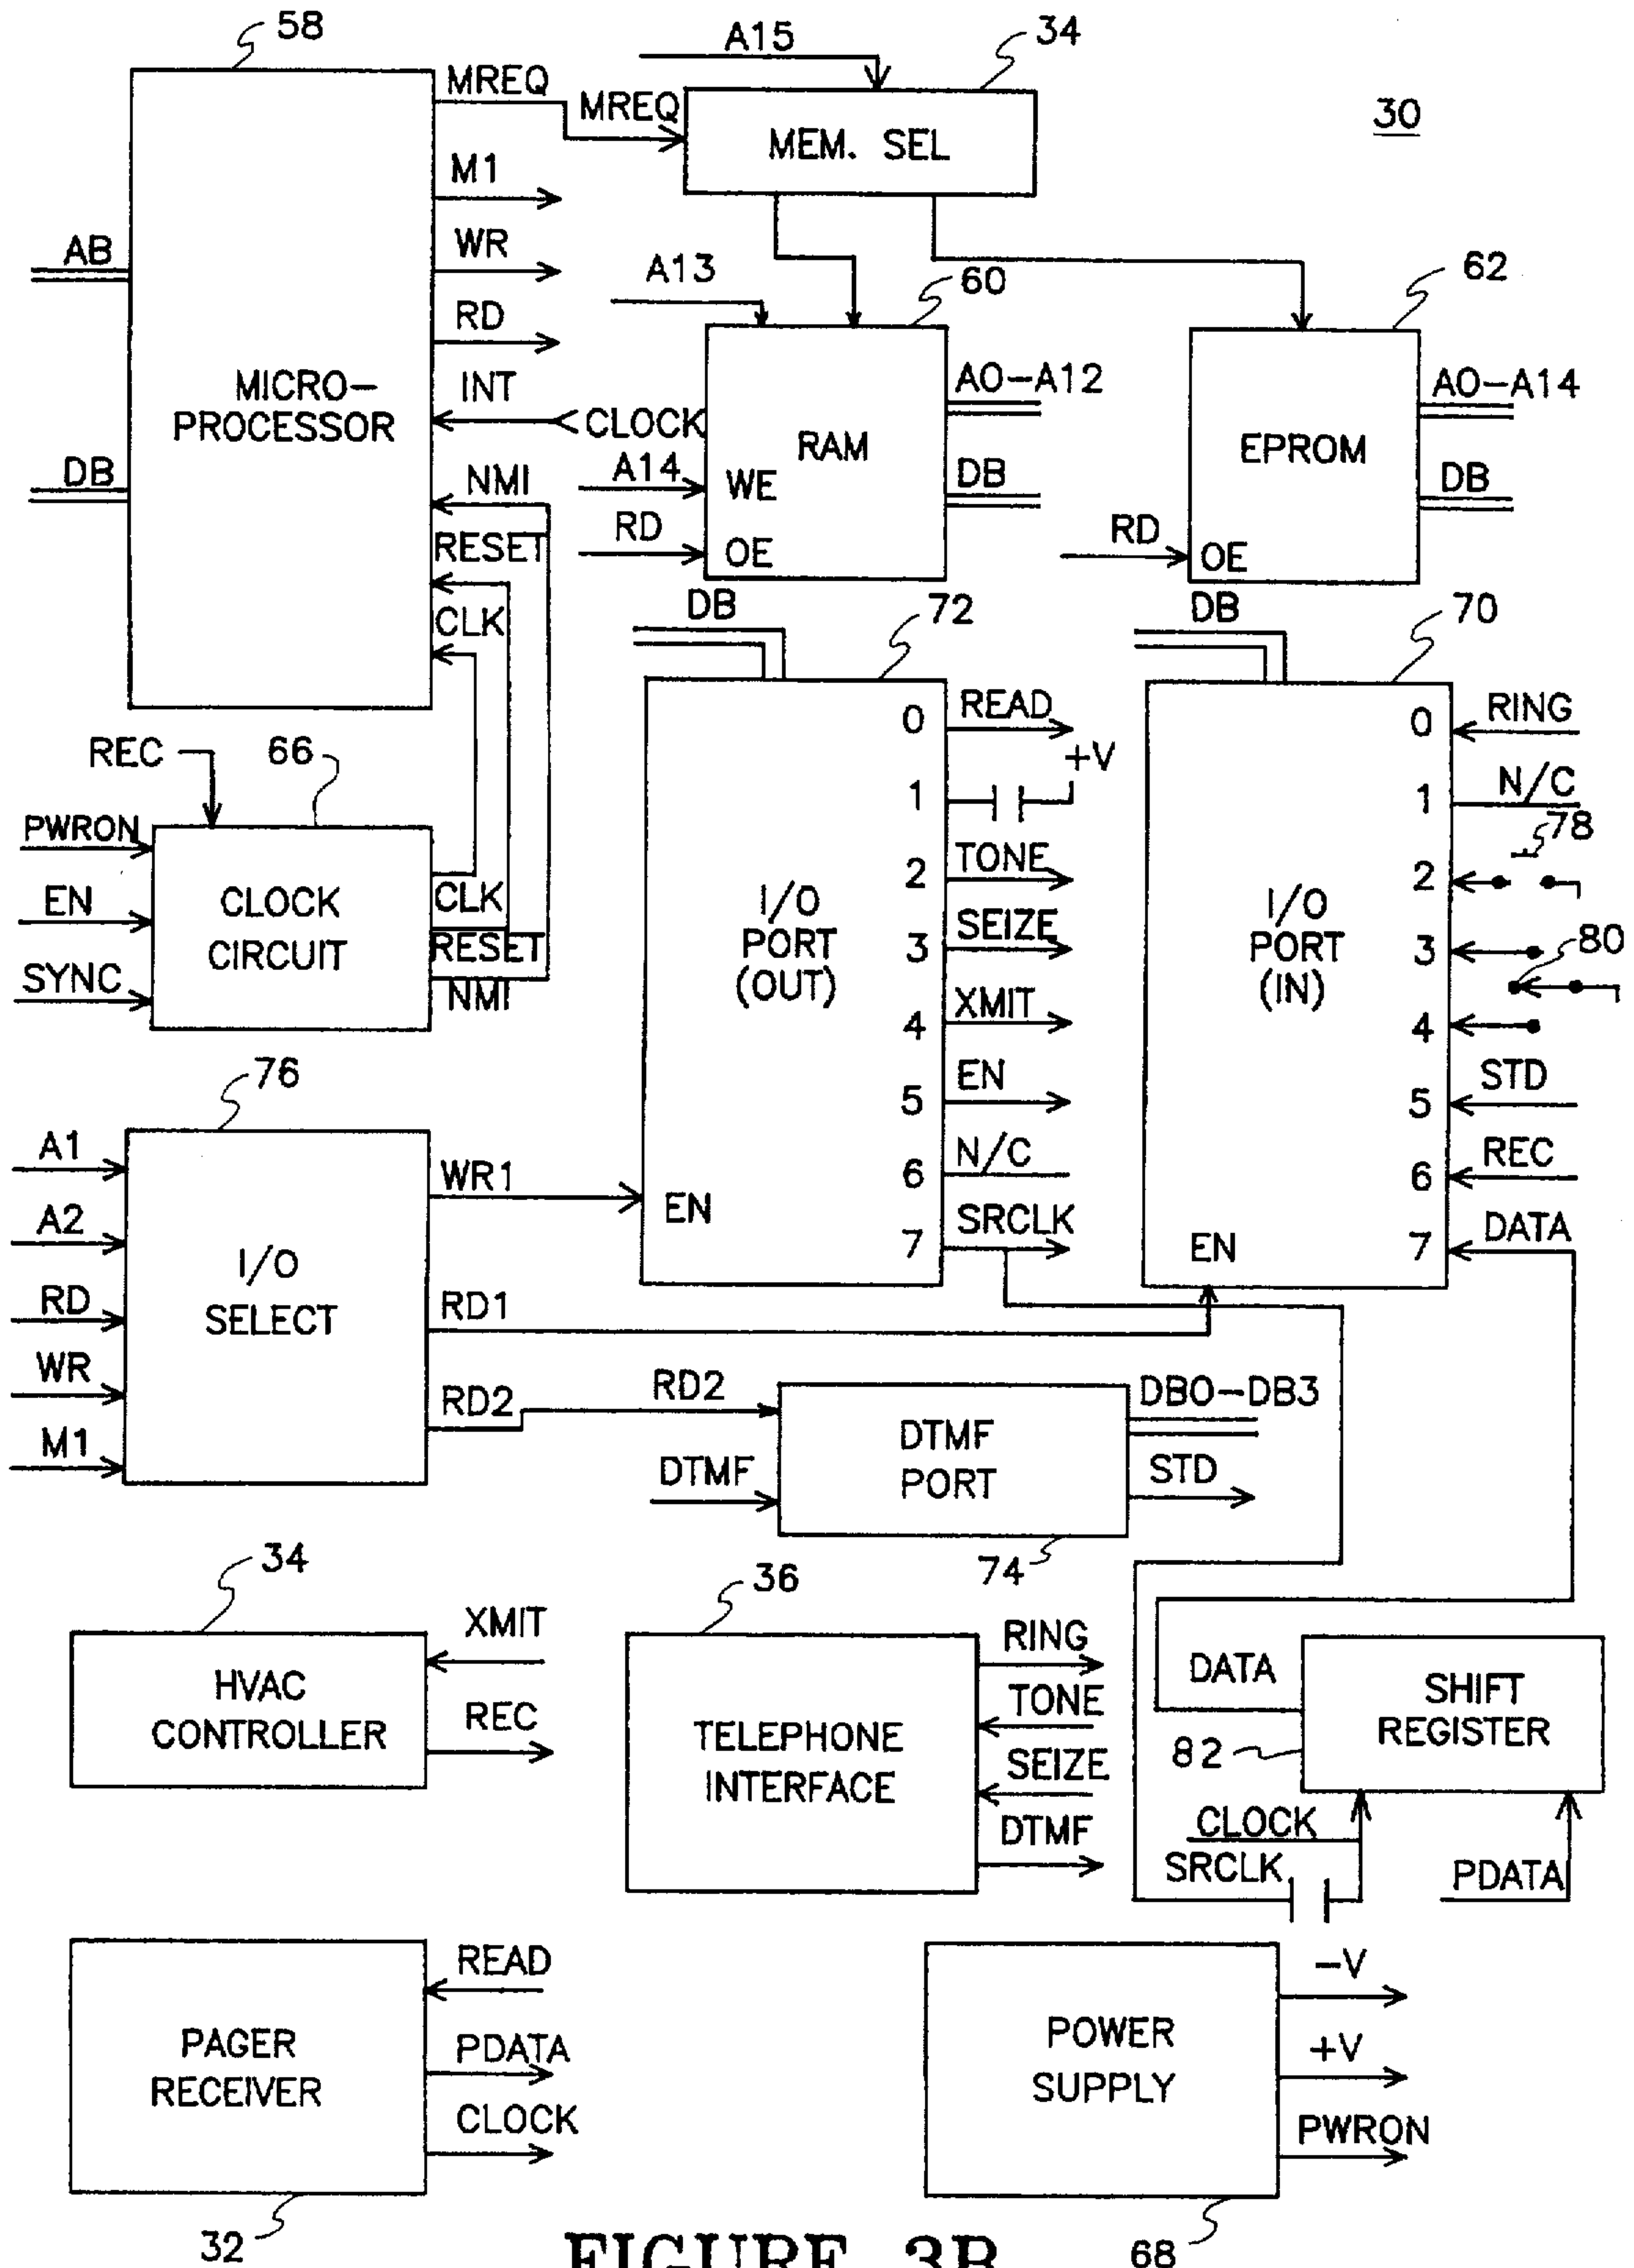 58
A15
34
MREQ
MREQ
MEM. SEL
30
M1
AB
WR
A13
60
62
RD
MICRO-
PROCESSOR
INT
CLOCK
RAM
A0-A12
EPROM
A0-A14
DB
NMI
A14
WE
DB
DB
RESET
RD
OE
RD
OE
CLK
DB
72
DB
70
REC
66
0
READ
+V
0
RING
PWRON
1
1
N/C
78
EN
CLOCK
CIRCUIT
CLK
2
TONE
2
I/O
PORT
(OUT)
I/O
PORT
(IN)
RESET
3
SEIZE
3
80
SYNC
NMI
4
XMIT
4
76
5
EN
5
STD
A1
WR1
EN
6
N/C
6
REC
A2
7
SRCLK
EN
7
DATA
I/O
SELECT
RD
RD1
WR
RD2
RD2
DTMF
PORT
DB0-DB3
M1
DTMF
STD
74
34
36
XMIT
RING
HVAC
CONTROLLER
REC
TELEPHONE
INTERFACE
TONE
DATA
SHIFT
REGISTER
SEIZE
82
DTMF
CLOCK
SRCLK
PDATA
READ
-V
PAGER
RECEIVER
PDATA
POWER
SUPPLY
+V
CLOCK
PWRON
32
68
FIGURE 3B